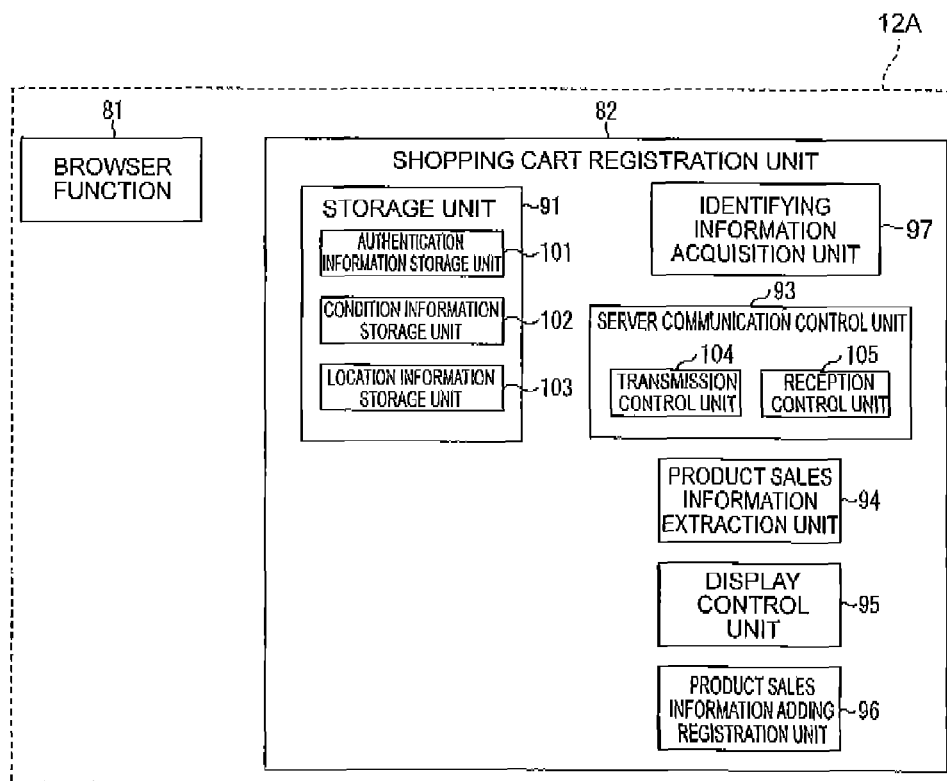 12A
81
BROWSER
FUNCTION
82
SHOPPING CART REGISTRATION UNIT
STORAGE UNIT
91
AUTHENTICATION
INFORMATION STORAGE UNIT
101
CONDITION INFORMATION
STORAGE UNIT
102
LOCATION INFORMATION
STORAGE UNIT
103
IDENTIFYING
INFORMATION
ACQUISITION UNIT
97
93
SERVER COMMUNICATION CONTROL UNIT
104
TRANSMISSION
CONTROL UNIT
105
RECEPTION
CONTROL UNIT
PRODUCT SALES
INFORMATION
EXTRACTION UNIT
94
DISPLAY
CONTROL
UNIT
95
PRODUCT SALES
INFORMATION ADDING
REGISTRATION UNIT
96